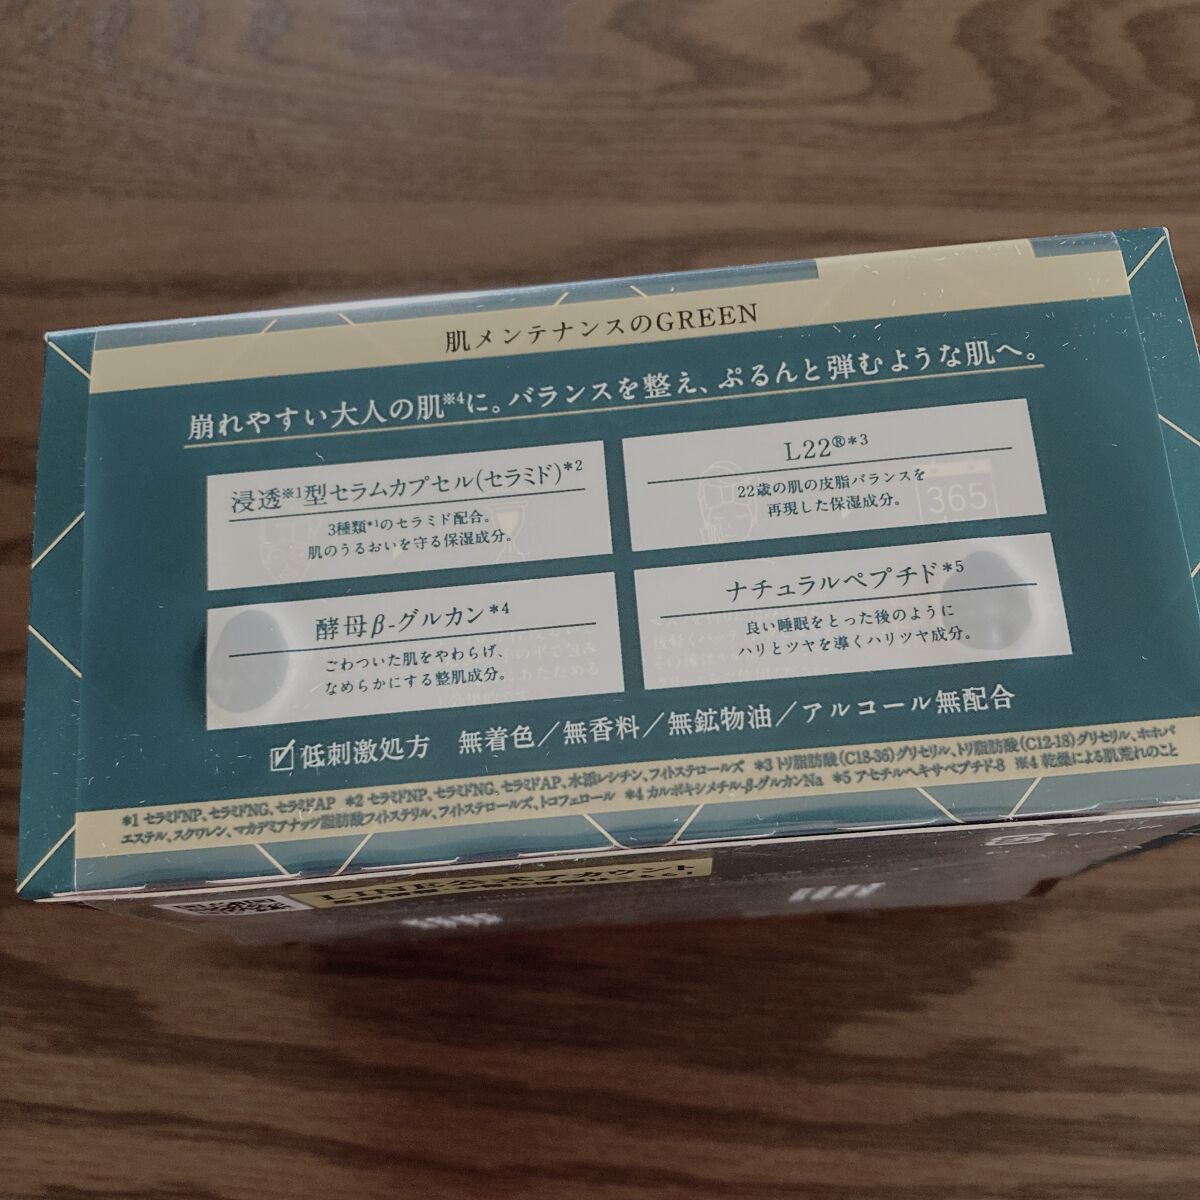 肌メンテナンスのGREEN
崩れやすい大人の肌※4に。バランスを整え、ぷるんと弾むような肌へ。
浸透※1型セラムカプセル(セラミド)*2
3種類*1のセラミド配合。
肌のうるおいを守る保湿成分。
L22®*3
22歳の肌の皮脂バランスを
再現した保湿成分。
365
酵母β-グルカン*4
ごわついた肌をやわらげ、
なめらかにする整肌成分。
ナチュラルペプチド*5
良い睡眠をとった後のように
ハリとツヤを導くハリツヤ成分。
低刺激処方 無着色/無香料/無鉱物油/アルコール無配合
*1 セラミドNP、セラミドNG、セラミドAP *2 セラミドNP、セラミドNG、セラミドAP、水添レシチン、フィトステロールズ *3 トリ脂肪酸(C18-36)グリセリル、トリ脂肪酸(C12-18)グリセリル、ホホバ
エステル、スクワレン、マカデミアナッツ脂肪酸フィトステリル、フィトステロールズ、トコフェロール *4 カルボキシメチル-β-グルカンNa *5 アセチルヘキサペプチド-8 ※4 乾燥による肌荒れのこと
LINE公式アカウント